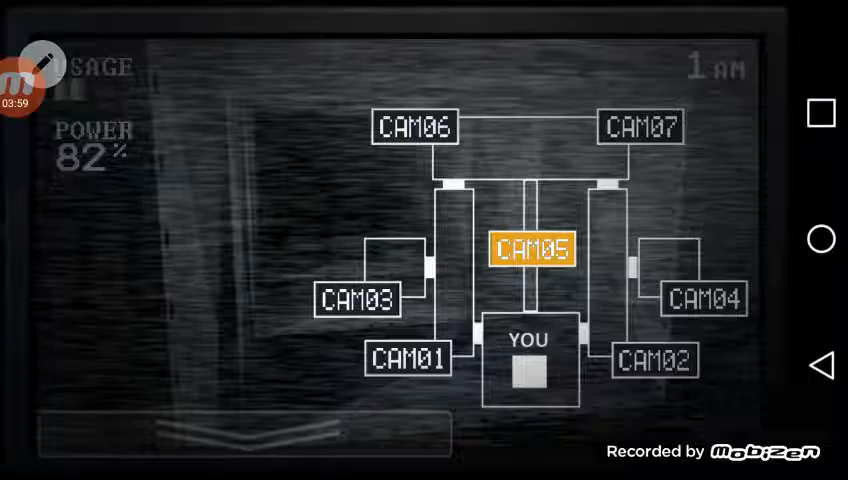 USAGE
1 AM
03:59
POWER
82%
CAM06
CAM07
CAM05
CAM03
CAM04
YOU
CAM01
CAM02
Recorded by Mobizen